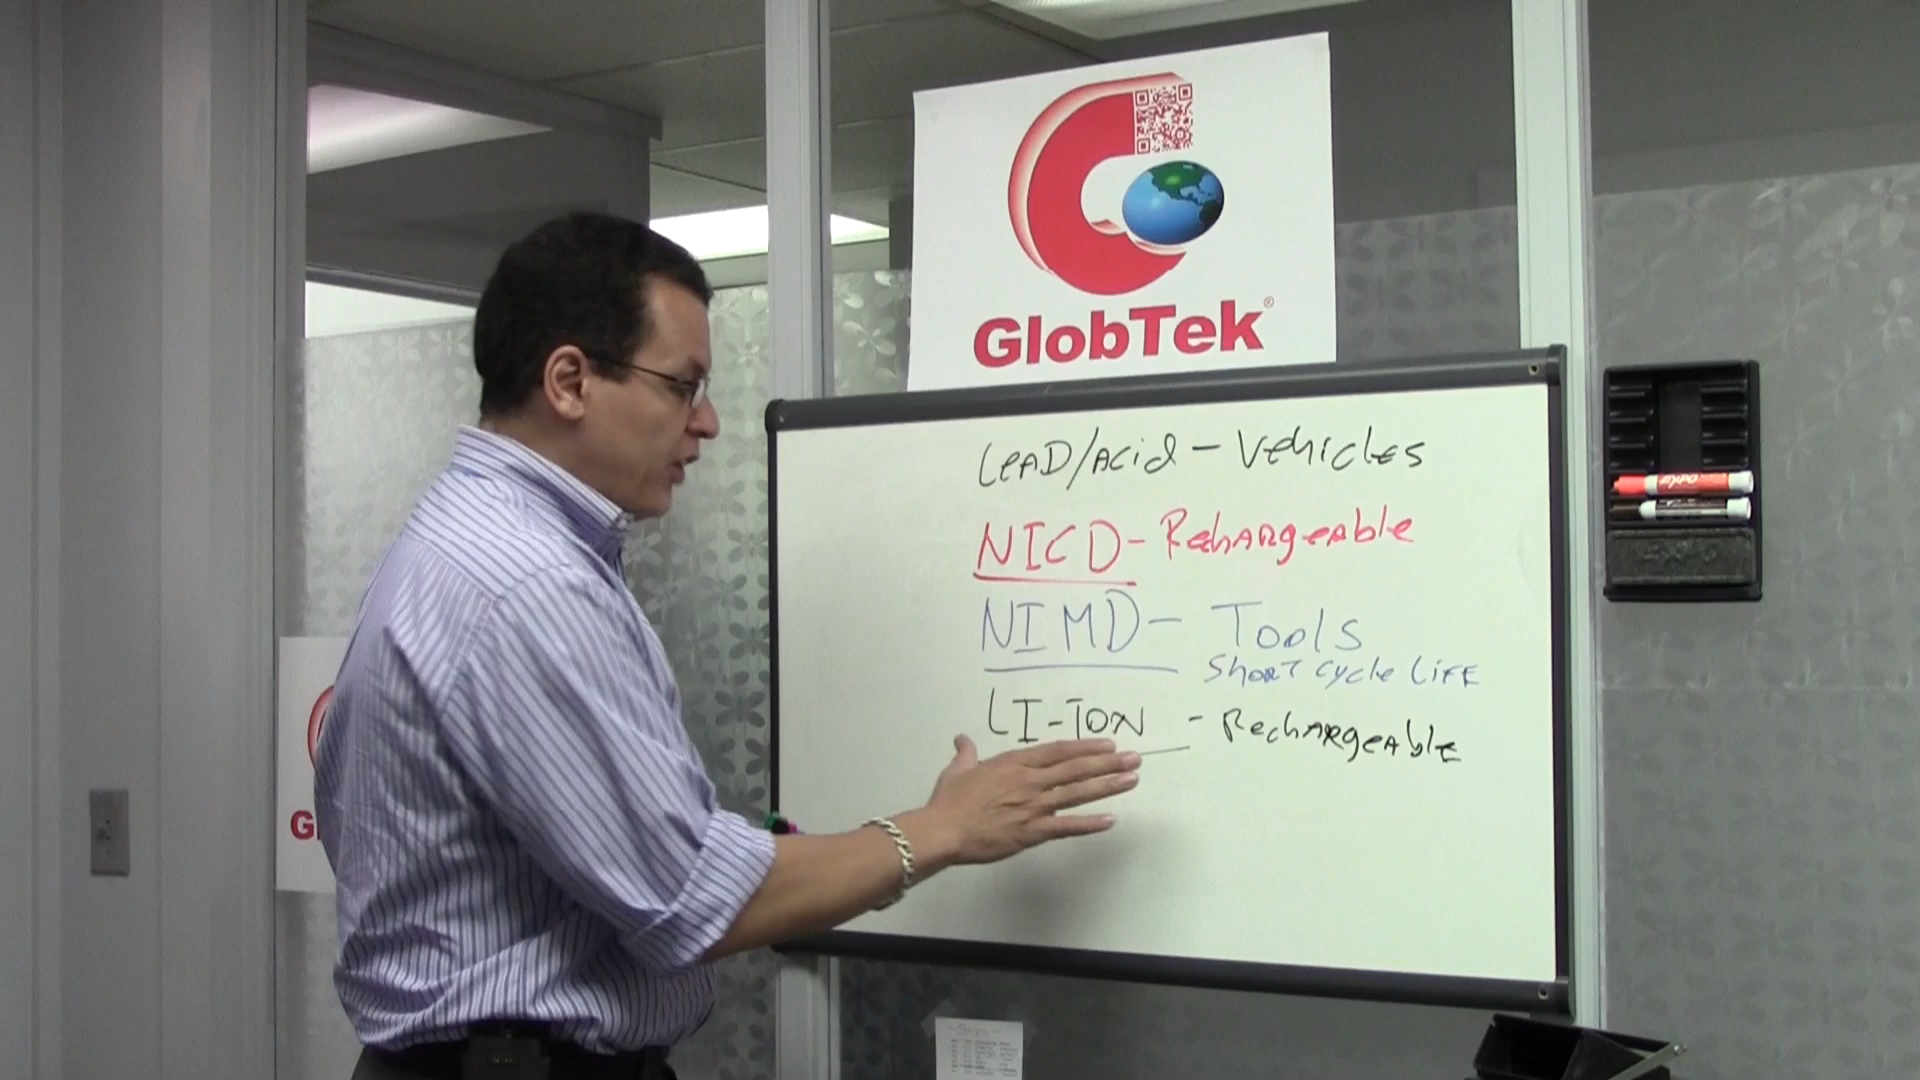 GlobTek®
LeAD/Acid - Vehicles
NICD - Rechargeable
NIMD - Tools
Short Cycle Life
LI-ION - Rechargeable
EXPO
G